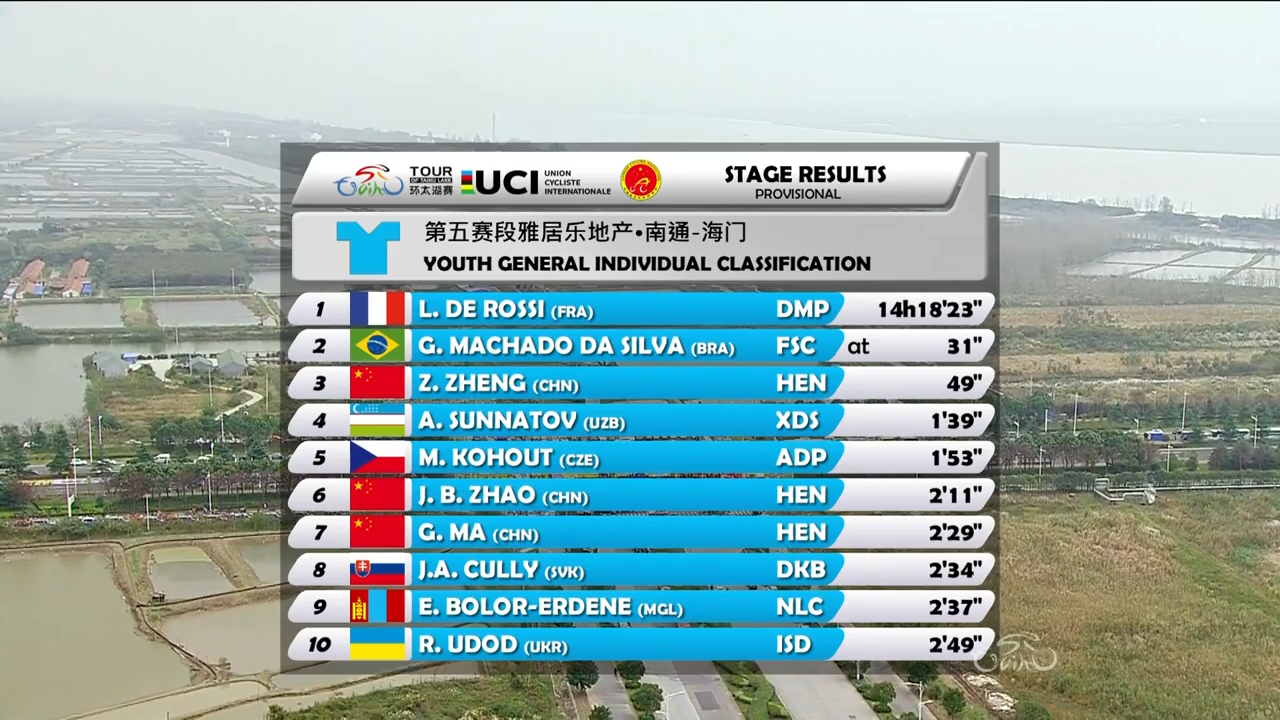 TOUR
OF TAIHU LAKE
环太湖赛
UCI
UNION
CYCLISTE
INTERNATIONALE
STAGE RESULTS
PROVISIONAL
第五赛段雅居乐地产•南通-海门
YOUTH GENERAL INDIVIDUAL CLASSIFICATION
1 L. DE ROSSI (FRA) DMP 14h18'23"
2 G. MACHADO DA SILVA (BRA) FSC at 31"
3 Z. ZHENG (CHN) HEN 49"
4 A. SUNNATOV (UZB) XDS 1'39"
5 M. KOHOUT (CZE) ADP 1'53"
6 J. B. ZHAO (CHN) HEN 2'11"
7 G. MA (CHN) HEN 2'29"
8 J.A. CULLY (SVK) DKB 2'34"
9 E. BOLOR-ERDENE (MGL) NLC 2'37"
10 R. UDOD (UKR) ISD 2'49"